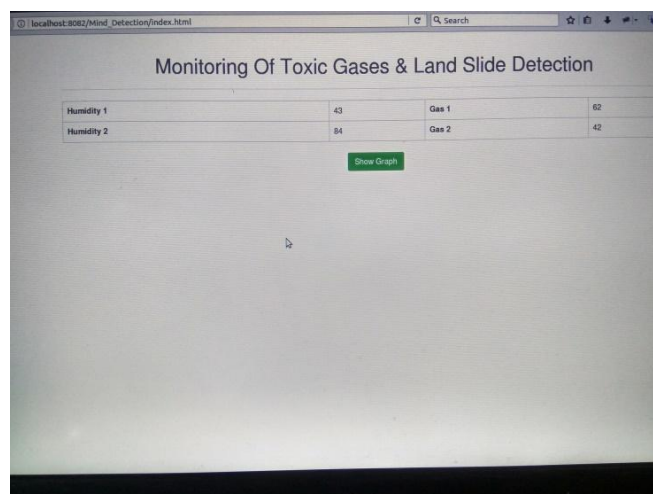 localhost:8082/Mind_Detection/index.html Search
Monitoring Of Toxic Gases & Land Slide Detection
Humidity 1 43 Gas 1 62
Humidity 2 84 Gas 2 42
Show Graph